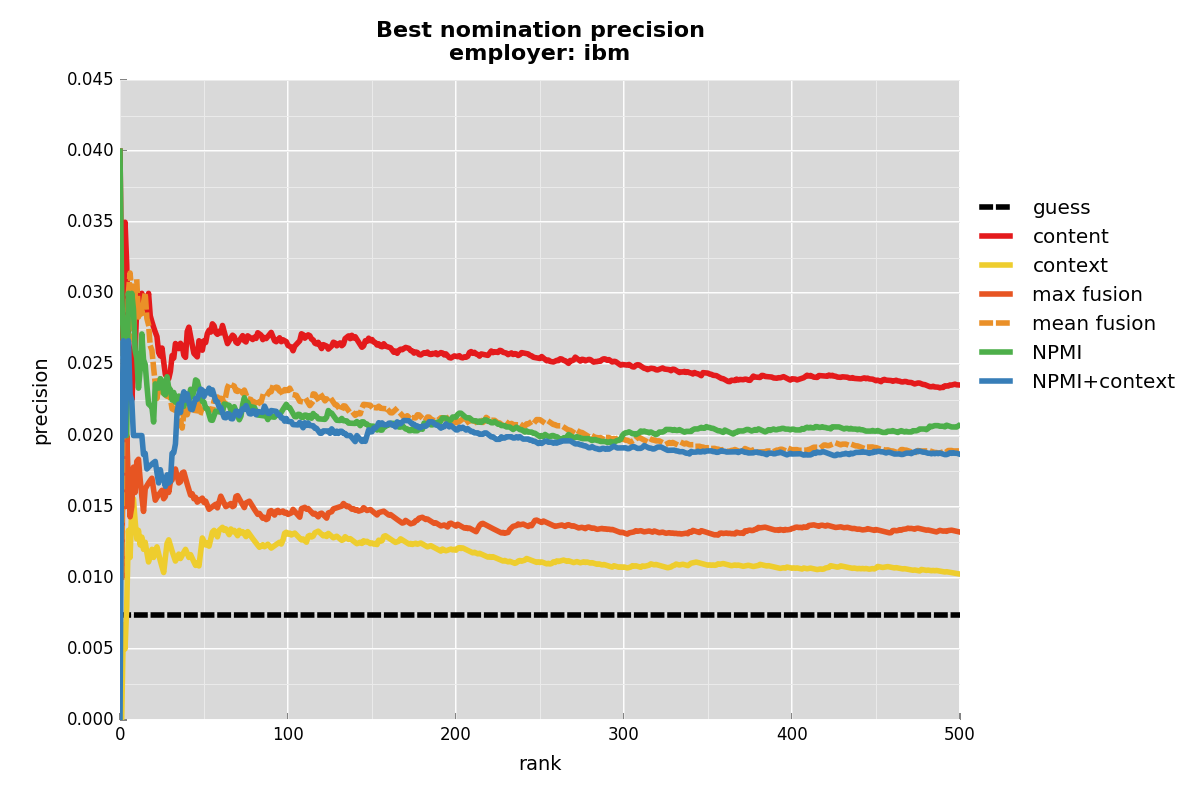 Best nomination precision
employer: ibm
precision
0.045
0.040
0.035
0.030
0.025
0.020
0.015
0.010
0.005
0.000
0
100
200
300
400
500
rank
guess
content
context
max fusion
mean fusion
NPMI
NPMI+context